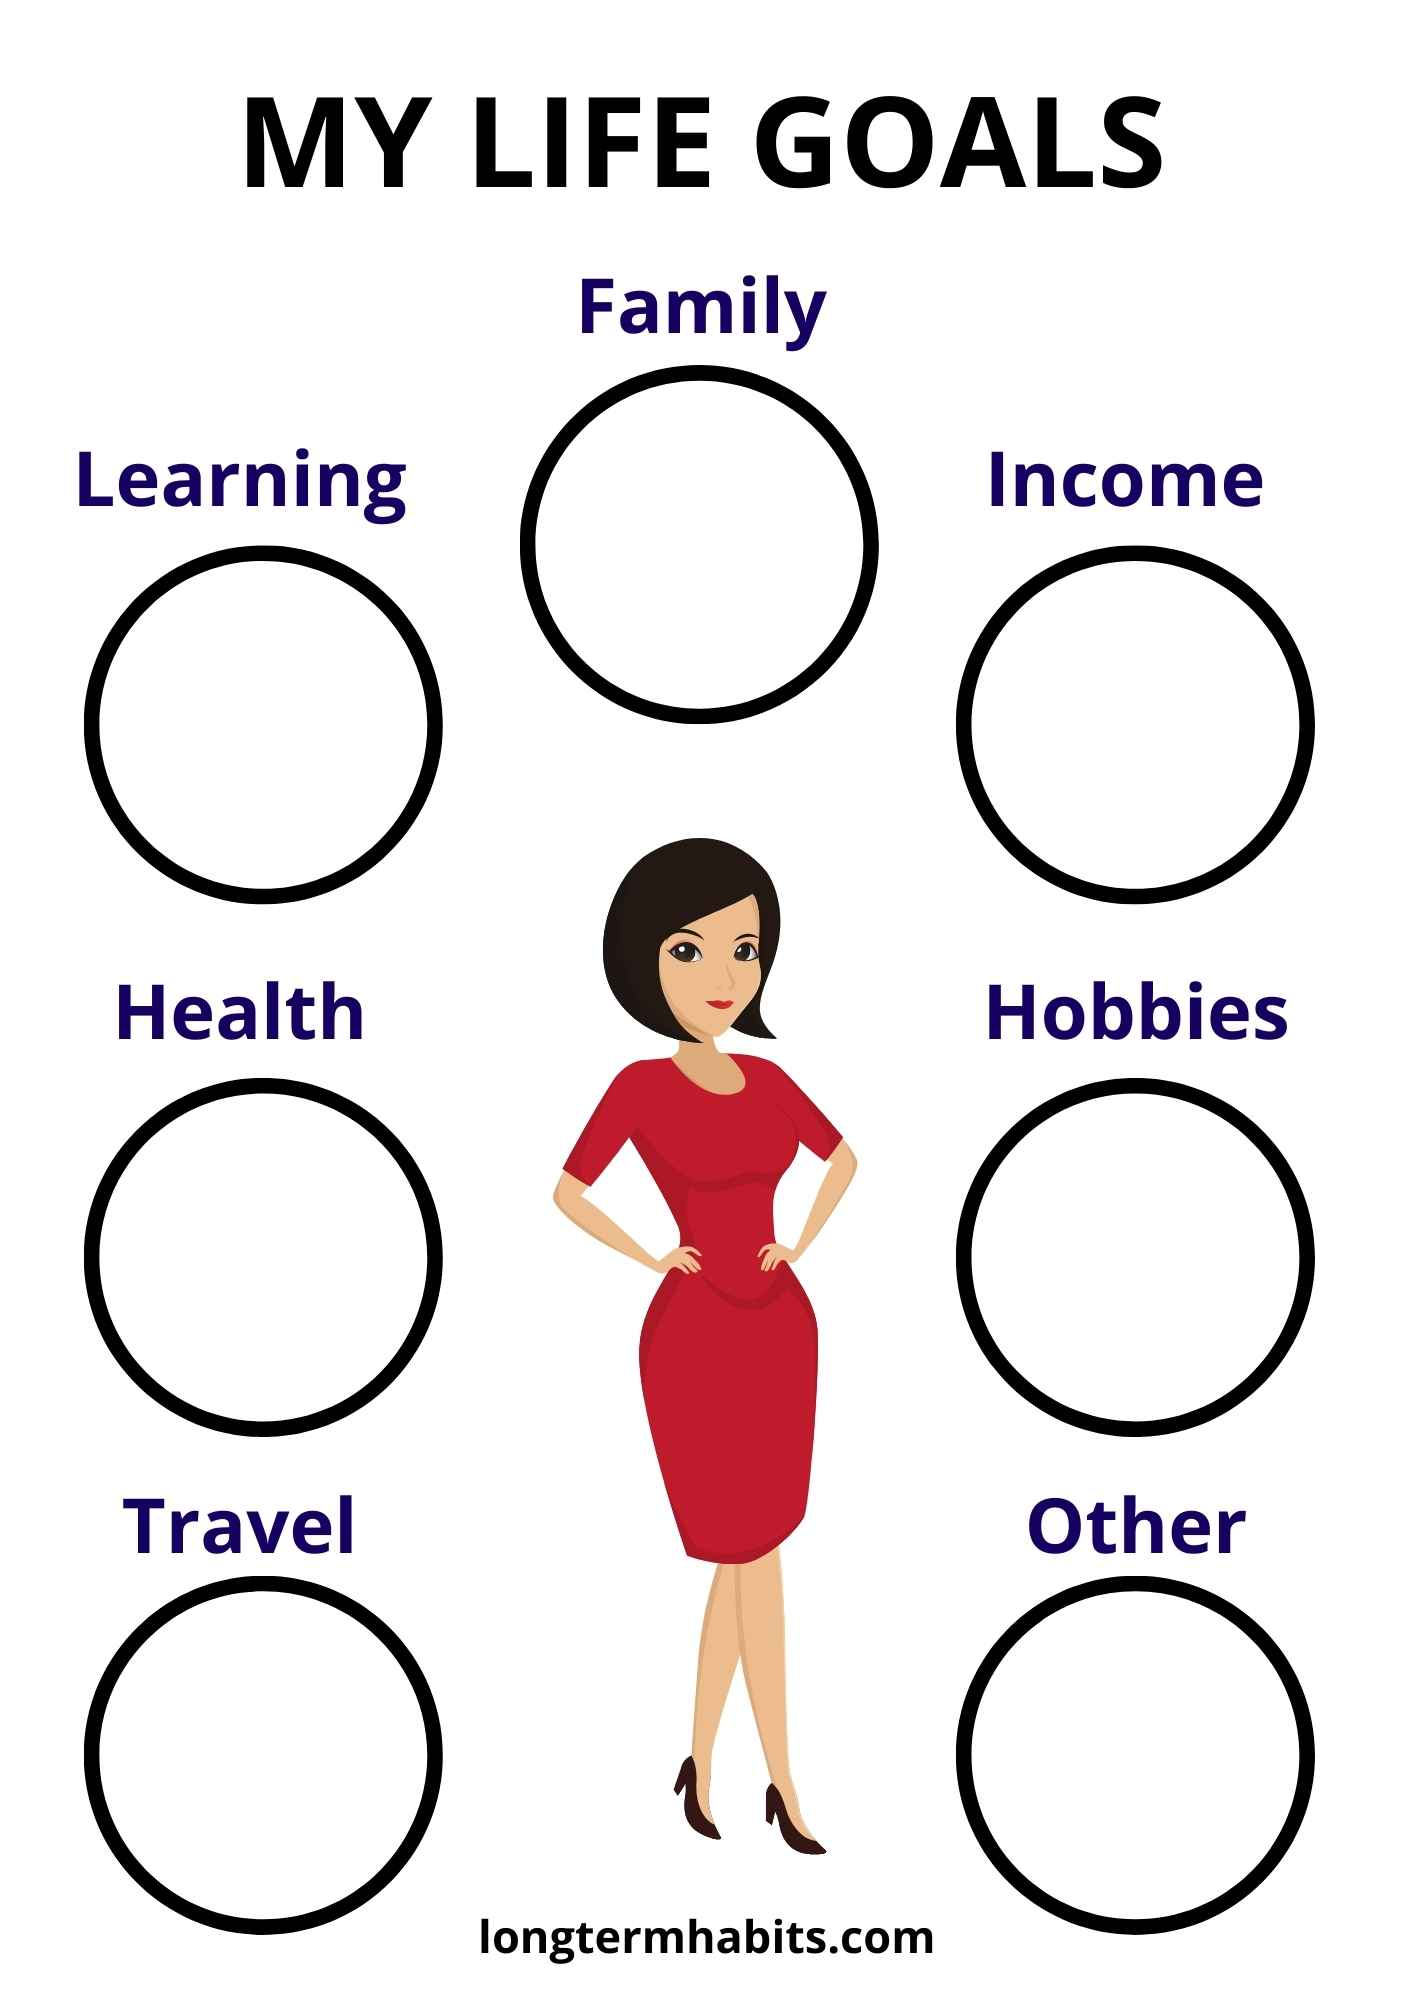 MY LIFE GOALS
Family
Learning
Income
Health
Hobbies
Travel
Other
longtermhabits.com